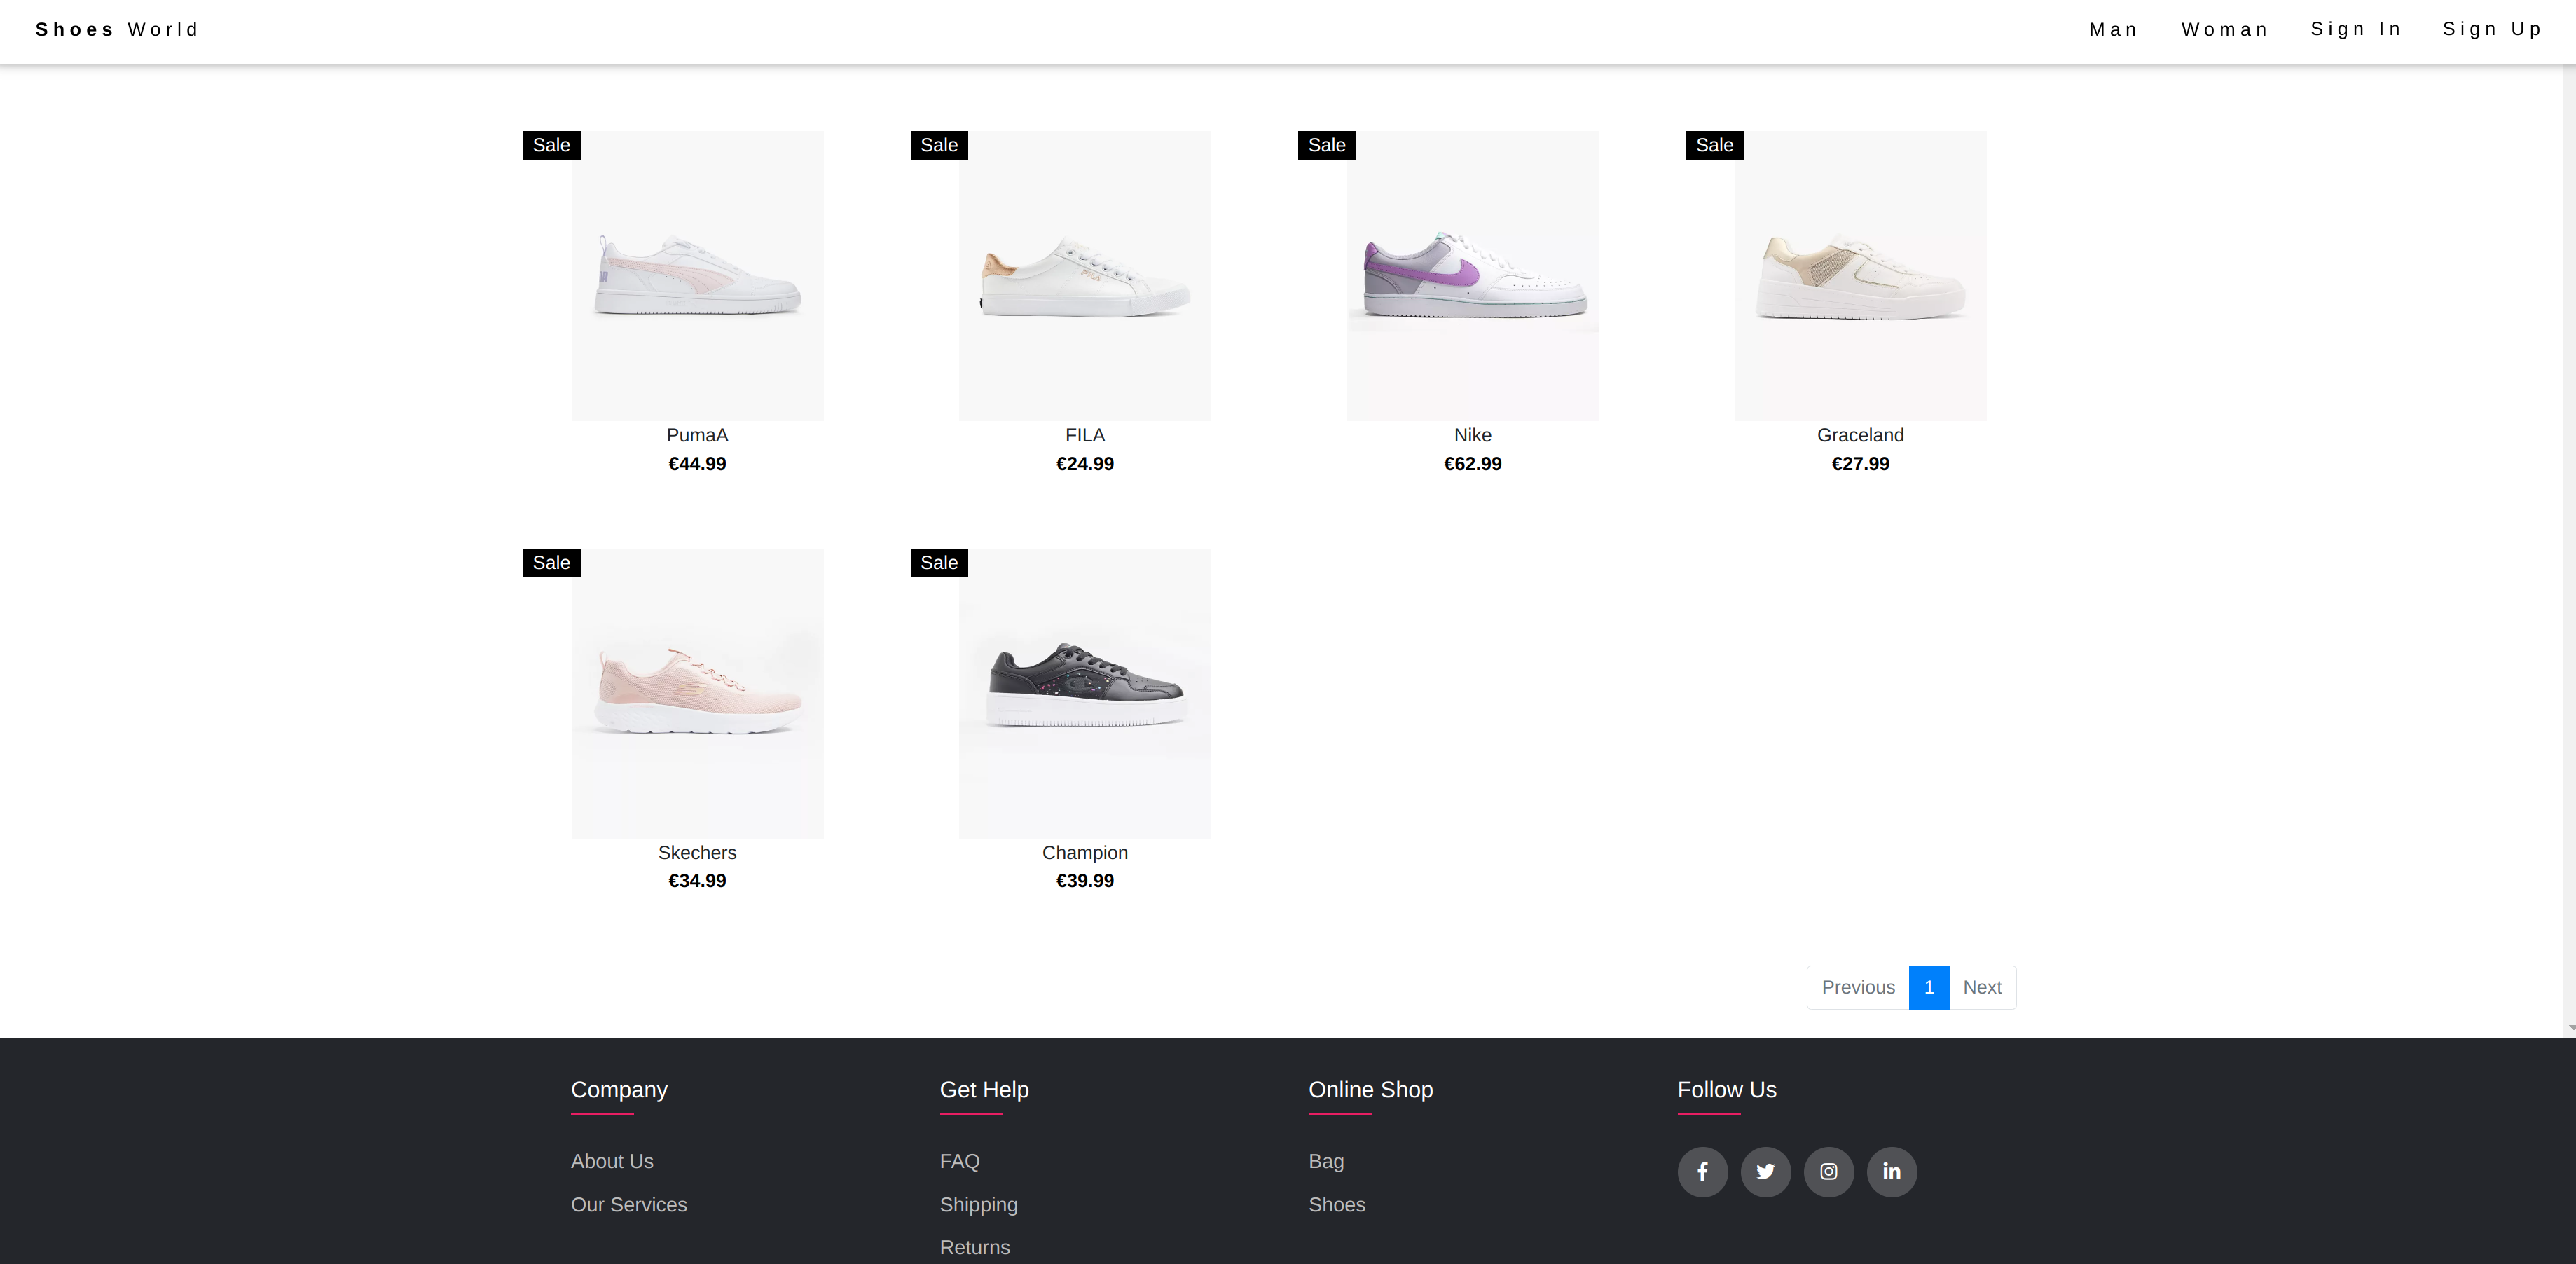 Shoes World
Man Woman Sign In Sign Up
Sale Sale Sale Sale
FILA
PumaA FILA Nike Graceland
€44.99 €24.99 €62.99 €27.99
Sale Sale
Skechers Champion
€34.99 €39.99
Previous 1 Next
Company Get Help Online Shop Follow Us
About Us FAQ Bag
Our Services Shipping Shoes
Returns